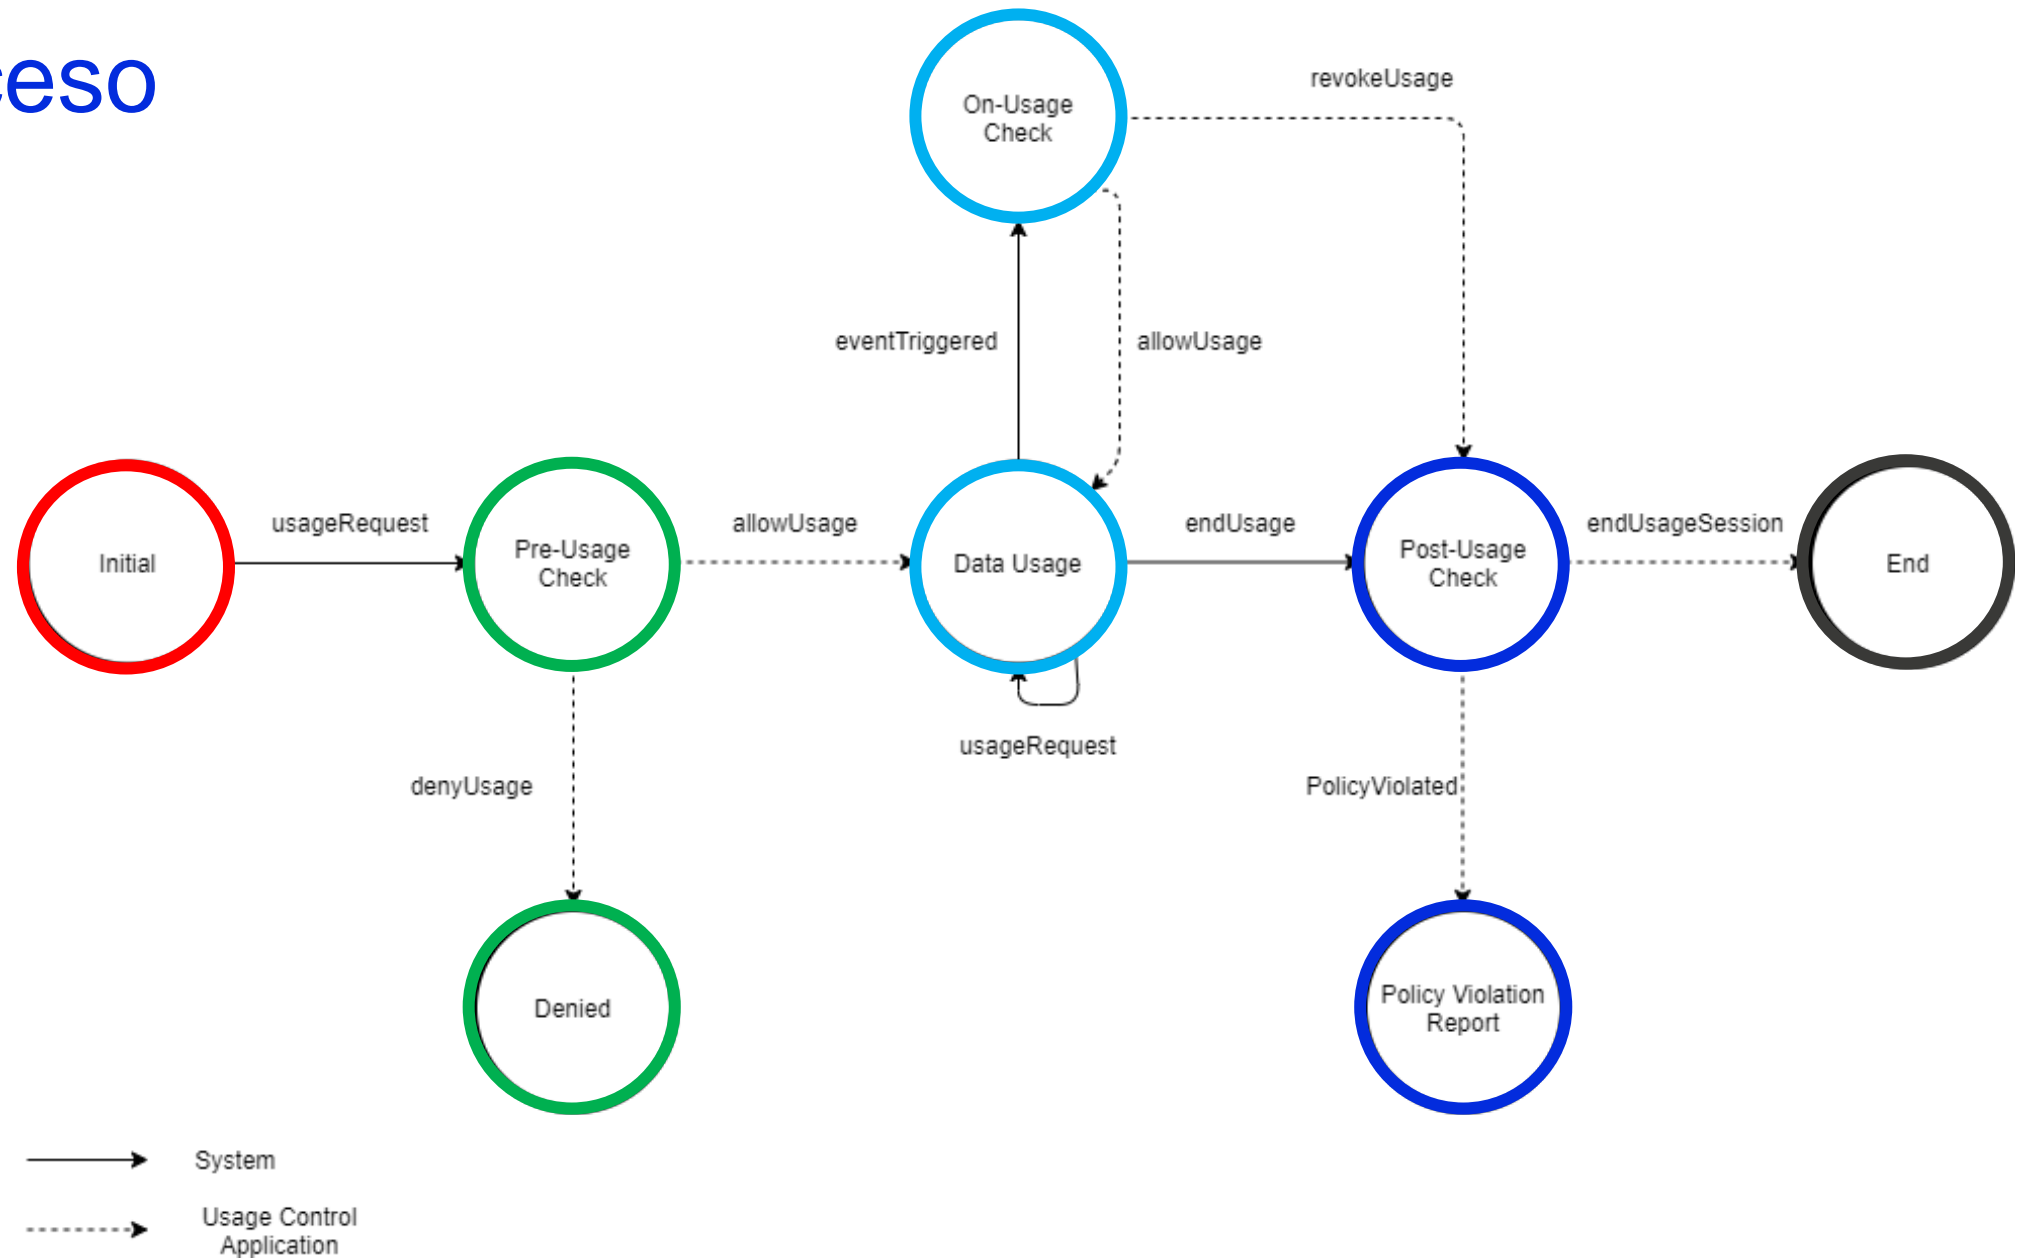 On-Usage
Check
revokeUsage
eventTriggered
allowUsage
Initial
usageRequest
Pre-Usage
Check
allowUsage
Data Usage
endUsage
Post-Usage
Check
endUsageSession
End
usageRequest
denyUsage
PolicyViolated
Denied
Policy Violation
Report
System
Usage Control
Application